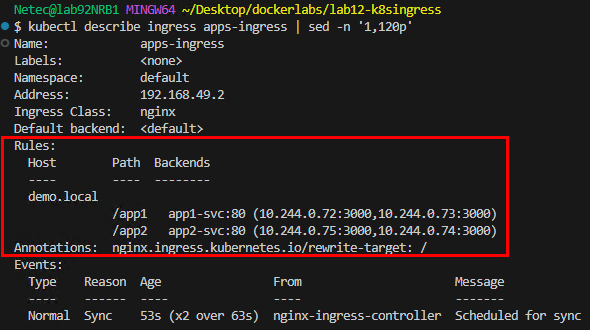 Netec@lab92NRB1 MINGW64 ~/Desktop/dockerlabs/lab12-k8singress
$ kubectl describe ingress apps-ingress | sed -n '1,120p'
Name:             apps-ingress
Labels:           <none>
Namespace:        default
Address:          192.168.49.2
Ingress Class:    nginx
Default backend:  <default>
Rules:
  Host        Path  Backends
  ----        ----  --------
  demo.local
              /app1   app1-svc:80 (10.244.0.72:3000,10.244.0.73:3000)
              /app2   app2-svc:80 (10.244.0.75:3000,10.244.0.74:3000)
Annotations:  nginx.ingress.kubernetes.io/rewrite-target: /
Events:
  Type    Reason  Age                From                      Message
  ----    ------  ----               ----                      -------
  Normal  Sync    53s (x2 over 63s)  nginx-ingress-controller  Scheduled for sync